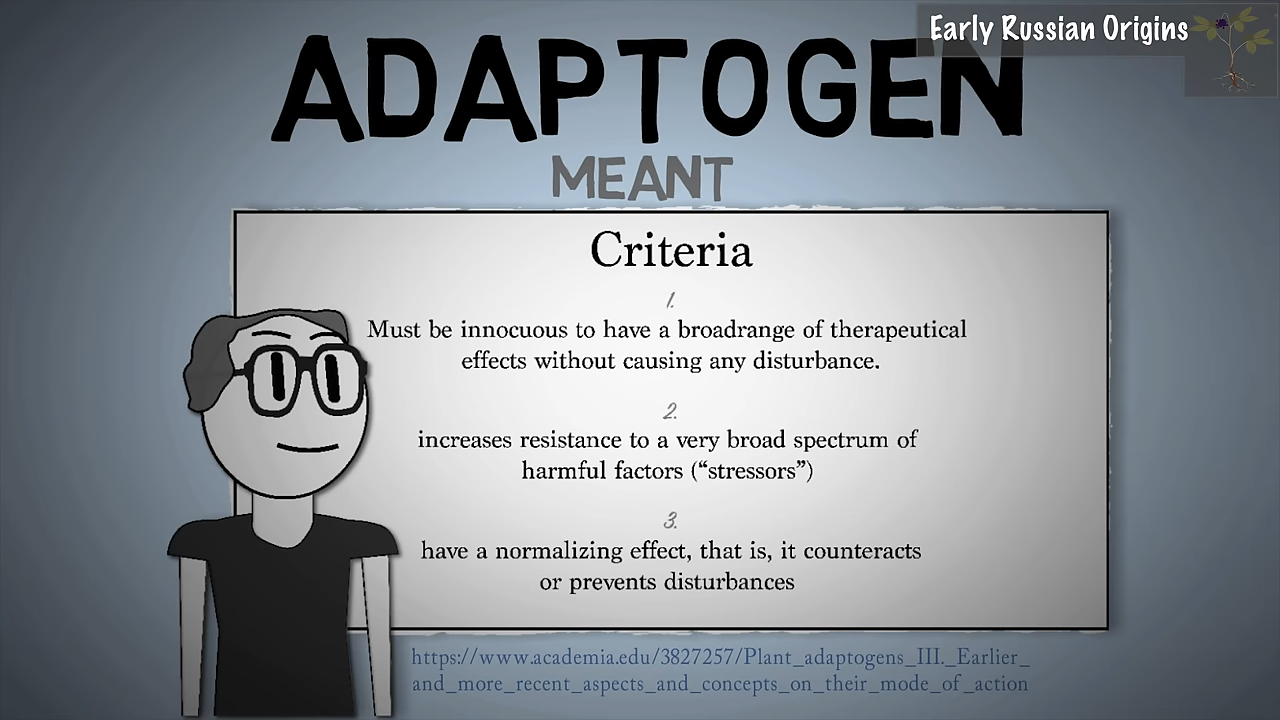 Early Russian Origins
ADAPTOGEN
MEANT
Criteria
1.
Must be innocuous to have a broadrange of therapeutical
effects without causing any disturbance.
2.
increases resistance to a very broad spectrum of
harmful factors (“stressors”)
3.
have a normalizing effect, that is, it counteracts
or prevents disturbances
https://www.academia.edu/3827257/Plant_adaptogens_III._Earlier_
and_more_recent_aspects_and_concepts_on_their_mode_of_action